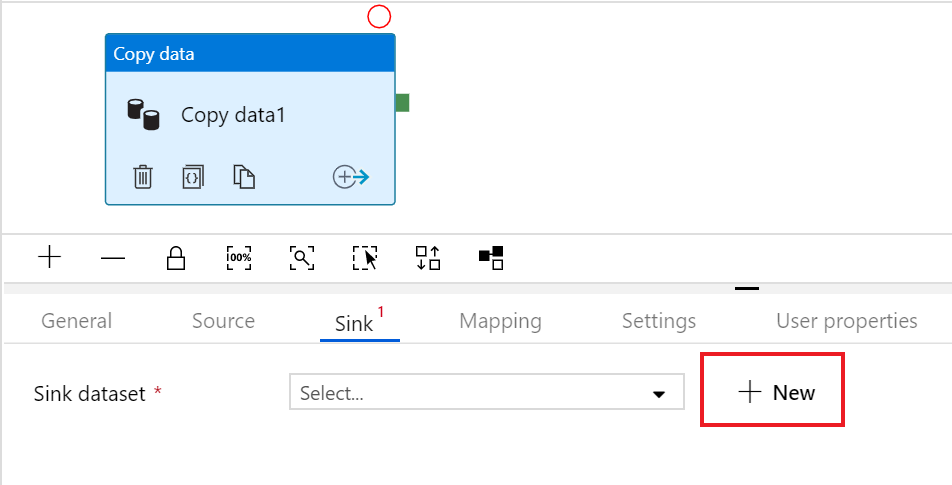 Copy data
Copy data1
{}
100%
General Source Sink 1 Mapping Settings User properties
Sink dataset * Select... + New